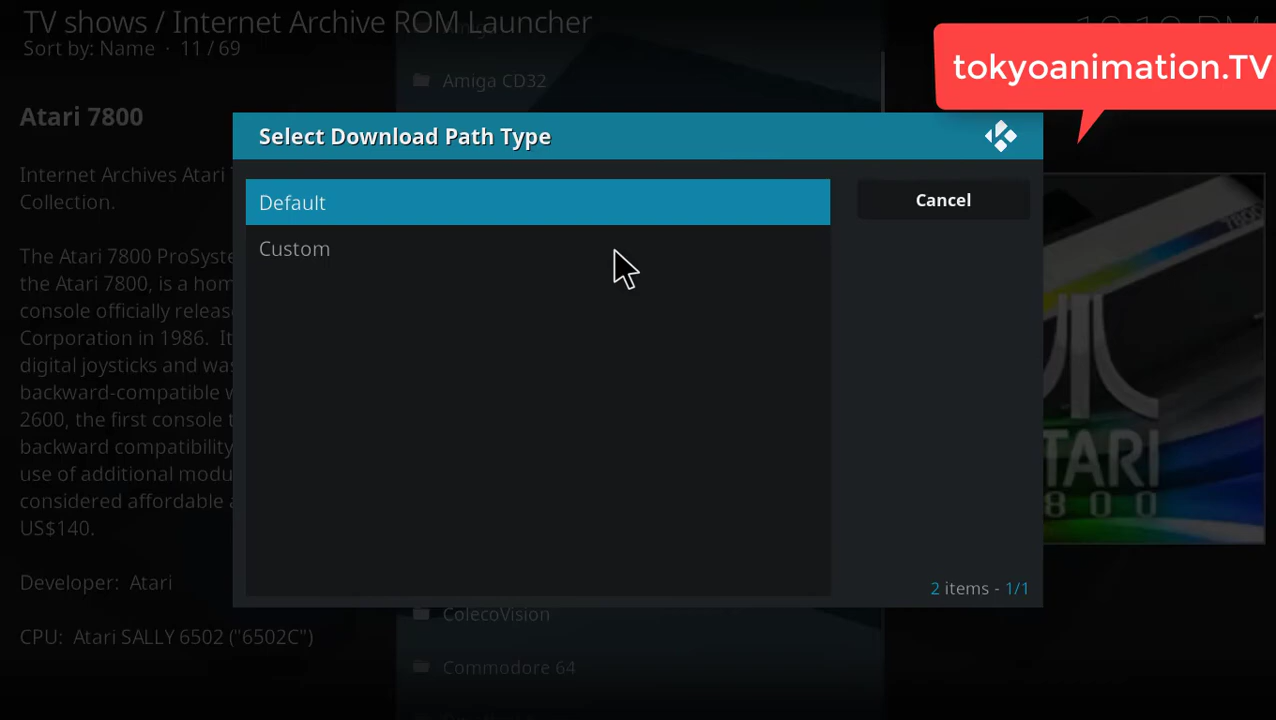 TV shows / Internet Archive ROM Launcher
Sort by: Name · 11 / 69
tokyoanimation.TV
Amiga CD32
Atari 7800
Select Download Path Type
Internet Archives Atari
Collection.
Default
Custom
Cancel
The Atari 7800 ProSyste
the Atari 7800, is a hom
console officially releas
Corporation in 1986. It
digital joysticks and was
backward-compatible w
2600, the first console t
backward compatibility
use of additional modu
considered affordable a
US$140.
Developer: Atari
CPU: Atari SALLY 6502 ("6502C")
2 items - 1/1
ColecoVision
Commodore 64
TARI
800
7800